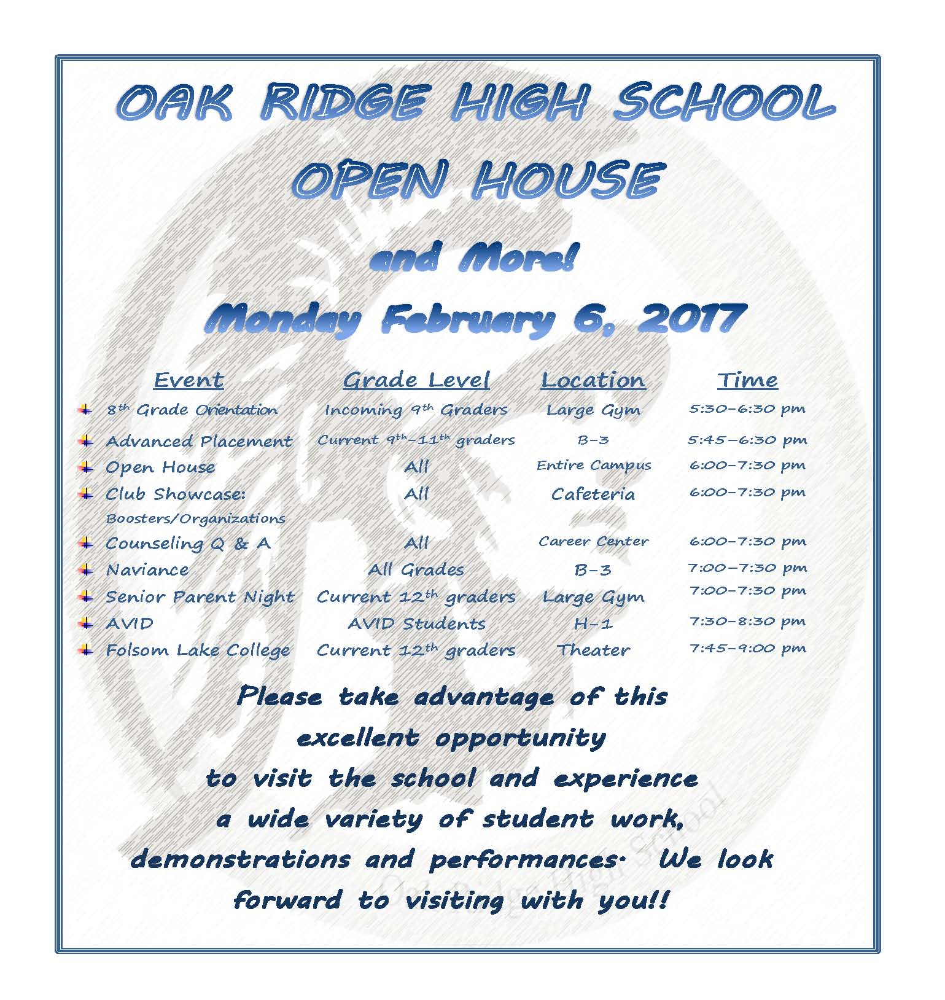 OAK RIDGE HIGH SCHOOL
OPEN HOUSE
and More!
Monday February 6, 2017
Event Grade Level Location Time
8th Grade Orientation Incoming 9th Graders Large Gym 5:30-6:30 pm
Advanced Placement Current 9th-11th graders B-3 5:45-6:30 pm
Open House All Entire Campus 6:00-7:30 pm
Club Showcase: All Cafeteria 6:00-7:30 pm
Boosters/Organizations
Counseling Q & A All Career Center 6:00-7:30 pm
Naviance All Grades B-3 7:00-7:30 pm
Senior Parent Night Current 12th graders Large Gym 7:00-7:30 pm
AVID AVID Students H-1 7:30-8:30 pm
Folsom Lake College Current 12th graders Theater 7:45-9:00 pm
Please take advantage of this
excellent opportunity
to visit the school and experience
a wide variety of student work,
demonstrations and performances. We look
forward to visiting with you!!
Oak Ridge High School